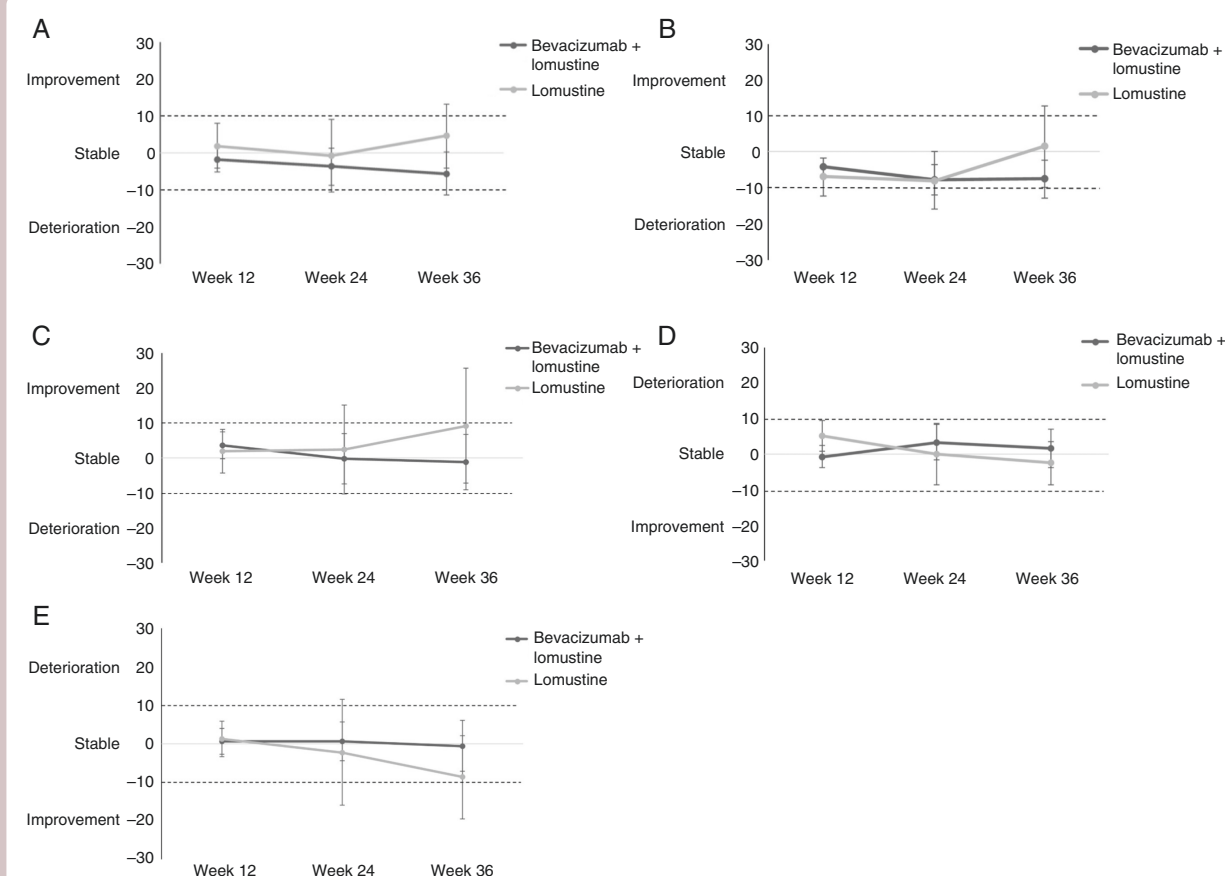 A
30
Improvement 20
10
Stable 0
–10
Deterioration –20
–30
Week 12 Week 24 Week 36
Bevacizumab +
lomustine
Lomustine
B
30
Improvement 20
10
Stable 0
–10
Deterioration –20
–30
Week 12 Week 24 Week 36
Bevacizumab +
lomustine
Lomustine
C
30
Improvement 20
10
Stable 0
–10
Deterioration –20
–30
Week 12 Week 24 Week 36
Bevacizumab +
lomustine
Lomustine
D
30
Deterioration 20
10
Stable 0
–10
Improvement –20
–30
Week 12 Week 24 Week 36
Bevacizumab +
lomustine
Lomustine
E
30
Deterioration 20
10
Stable 0
–10
Improvement –20
–30
Week 12 Week 24 Week 36
Bevacizumab +
lomustine
Lomustine